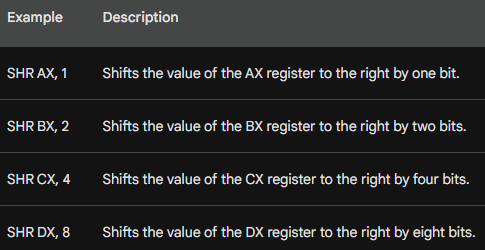 Example Description
SHR AX, 1 Shifts the value of the AX register to the right by one bit.
SHR BX, 2 Shifts the value of the BX register to the right by two bits.
SHR CX, 4 Shifts the value of the CX register to the right by four bits.
SHR DX, 8 Shifts the value of the DX register to the right by eight bits.